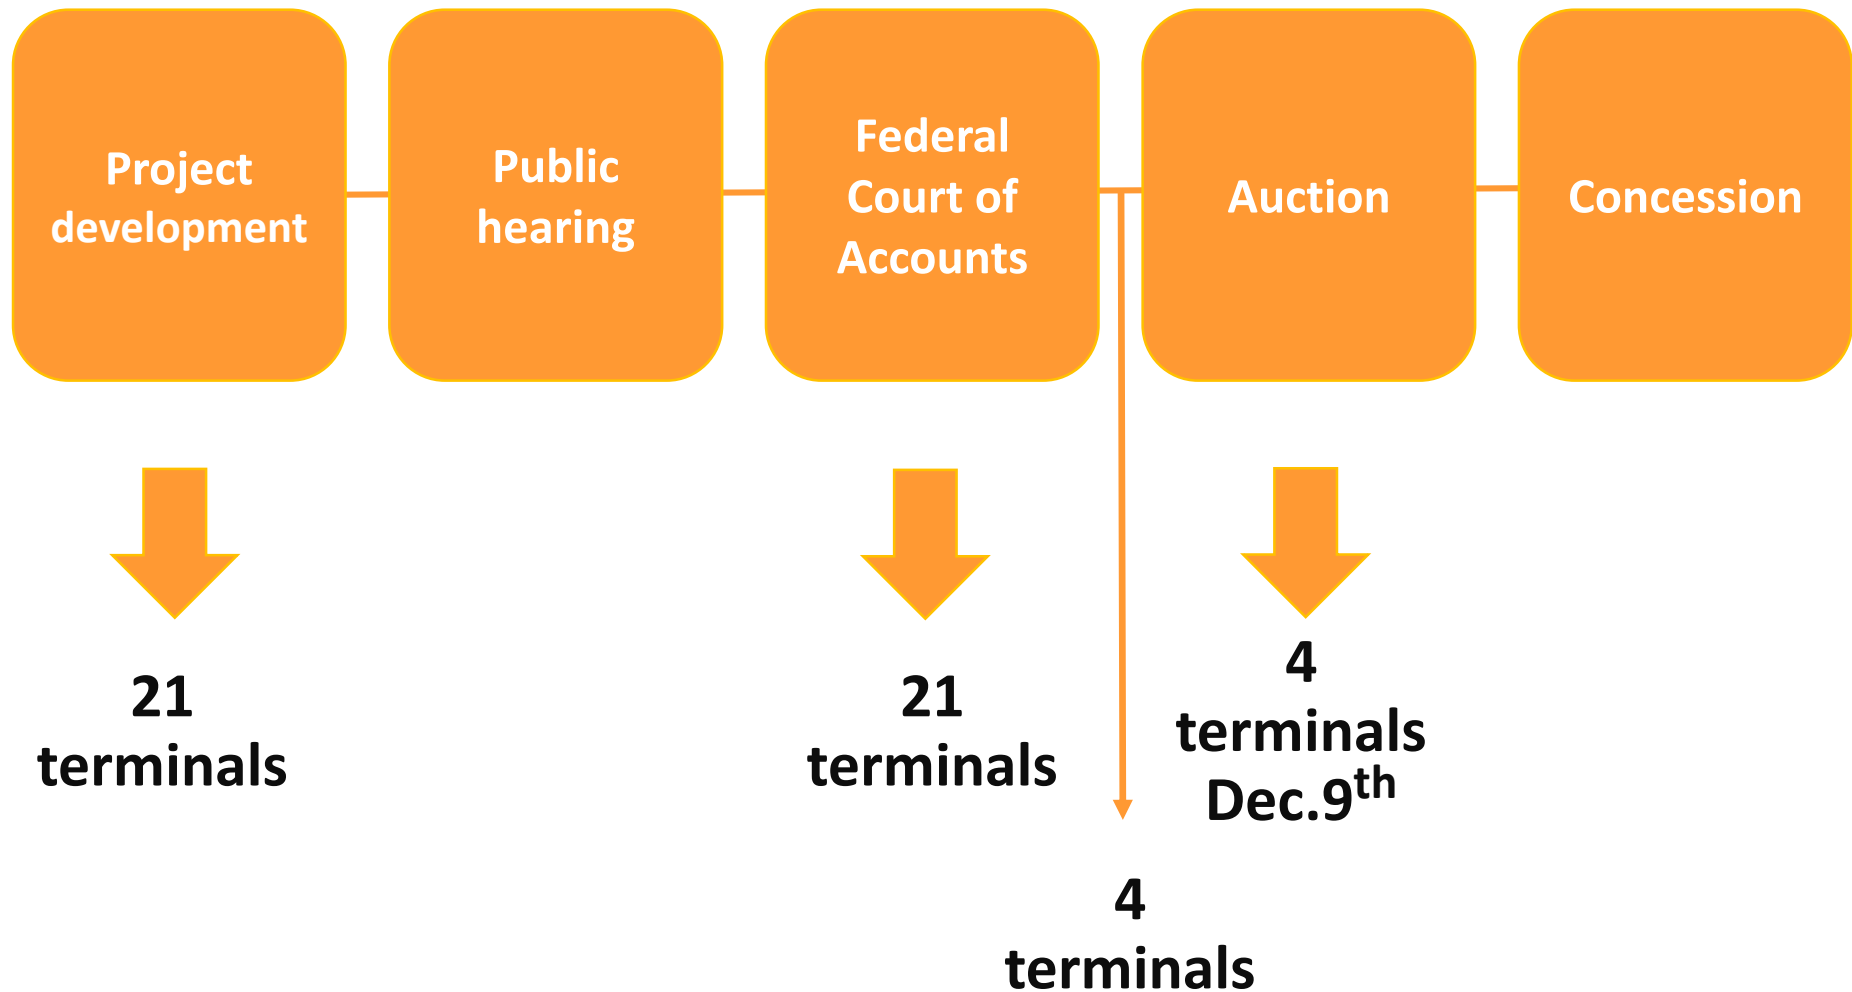 Project
development
Public
hearing
Federal
Court of
Accounts
Auction
Concession
21
terminals
21
terminals
4
terminals
Dec.9th
4
terminals